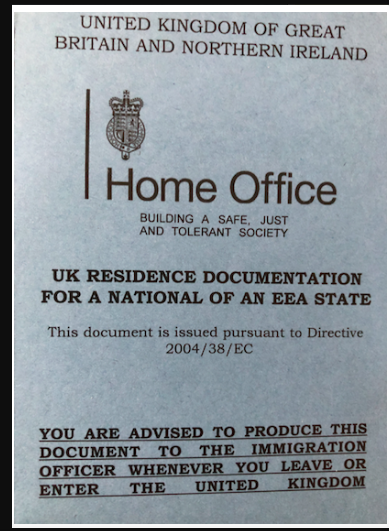 UNITED KINGDOM OF GREAT
BRITAIN AND NORTHERN IRELAND
Home Office
BUILDING A SAFE, JUST
AND TOLERANT SOCIETY
UK RESIDENCE DOCUMENTATION
FOR A NATIONAL OF AN EEA STATE
This document is issued pursuant to Directive
2004/38/EC
YOU ARE ADVISED TO PRODUCE THIS
DOCUMENT TO THE IMMIGRATION
OFFICER WHENEVER YOU LEAVE OR
ENTER THE UNITED KINGDOM